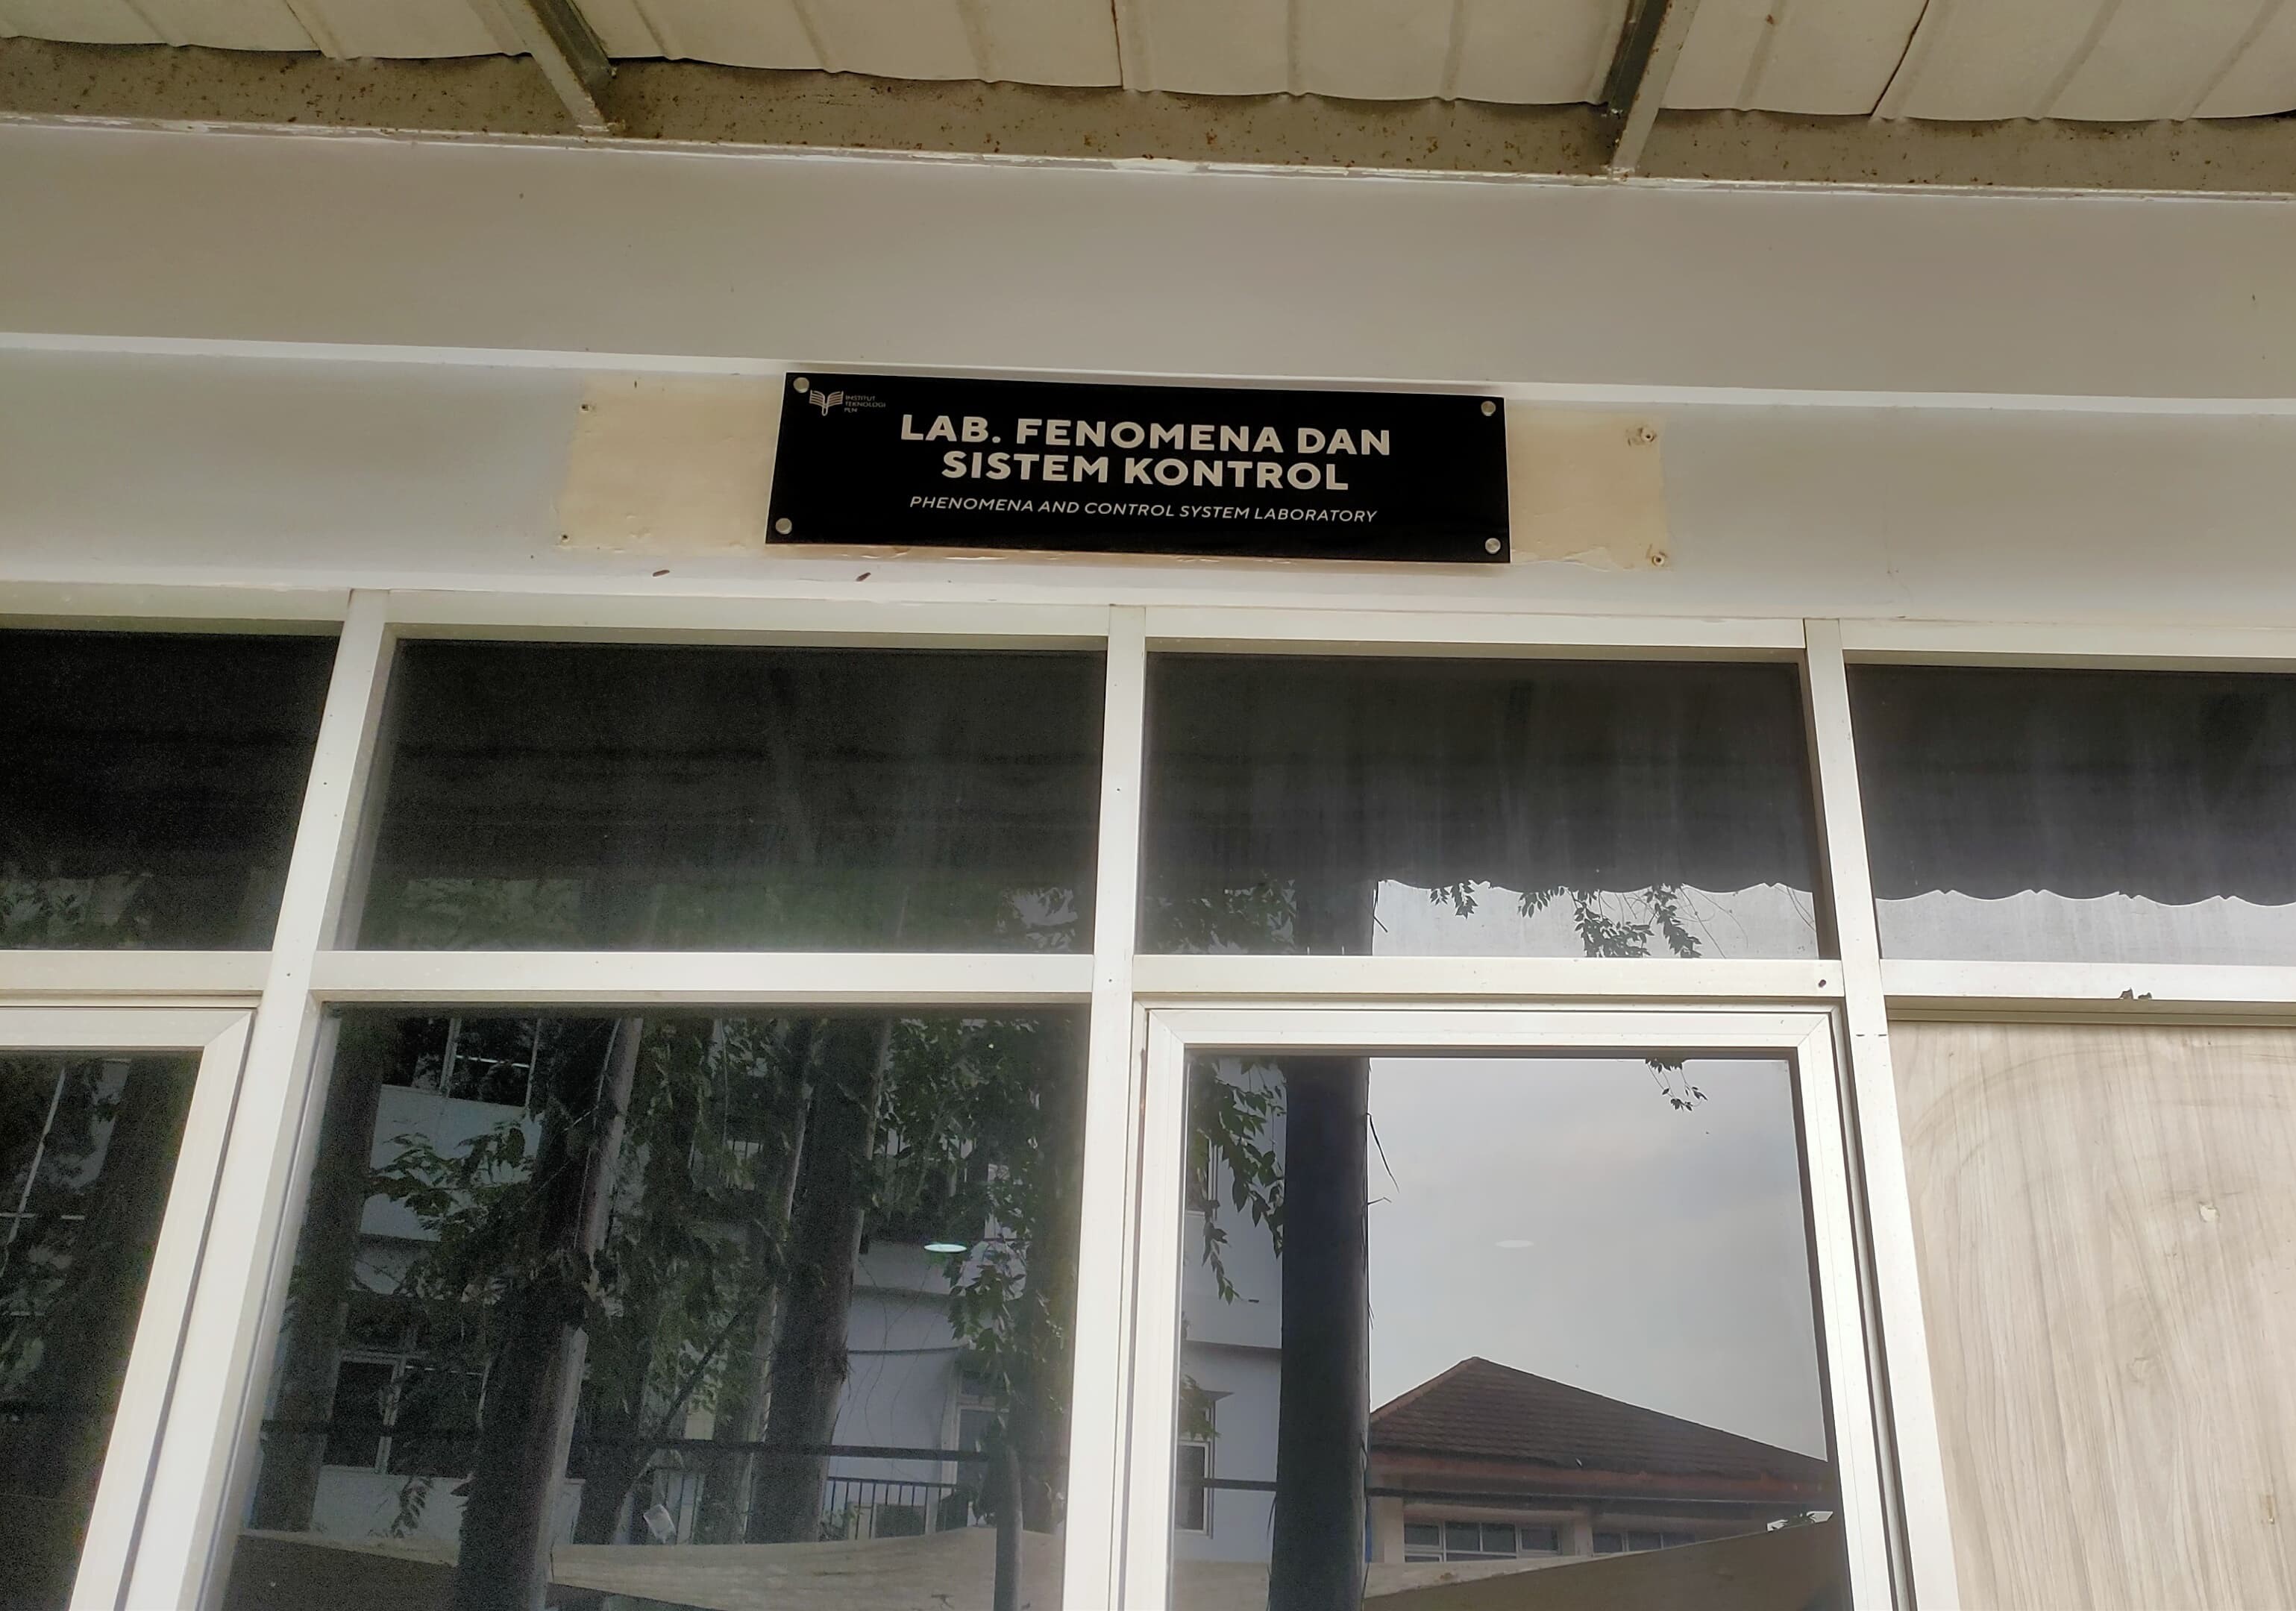 INSTITUT
TEKNOLOGI
PLN
LAB. FENOMENA DAN
SISTEM KONTROL
PHENOMENA AND CONTROL SYSTEM LABORATORY